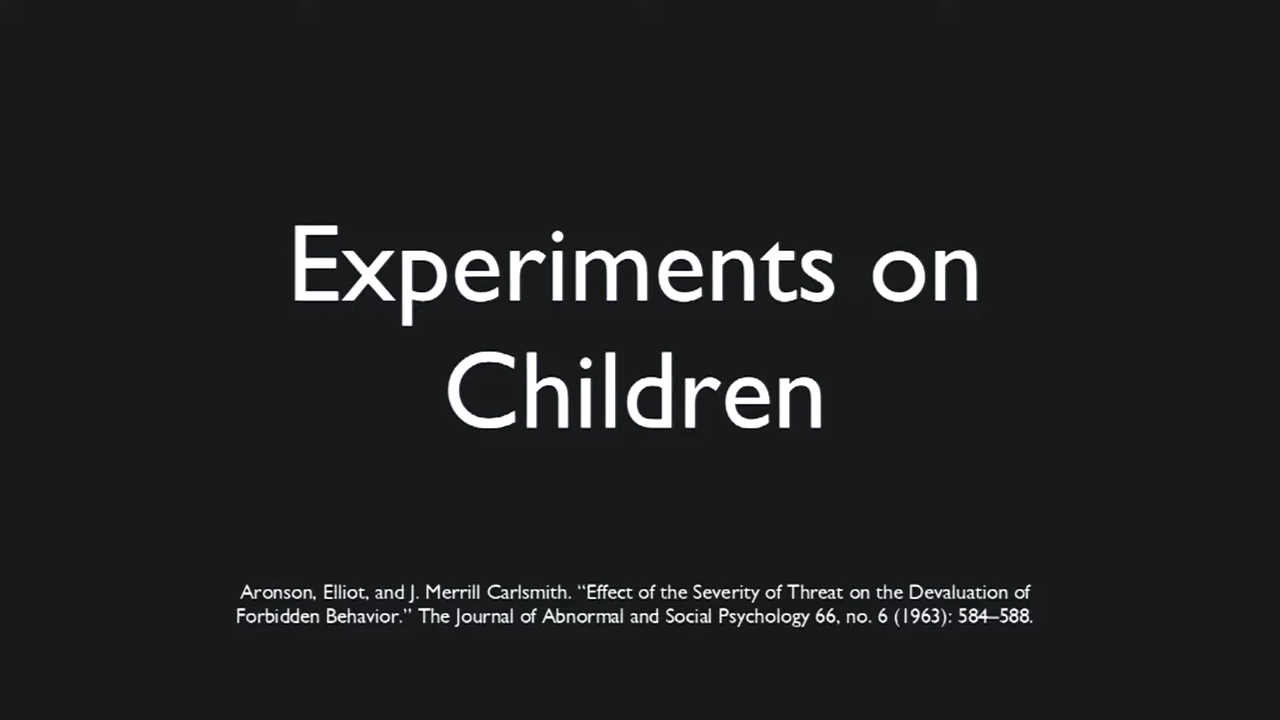 Experiments on
Children
Aronson, Elliot, and J. Merrill Carlsmith. “Effect of the Severity of Threat on the Devaluation of
Forbidden Behavior.” The Journal of Abnormal and Social Psychology 66, no. 6 (1963): 584–588.